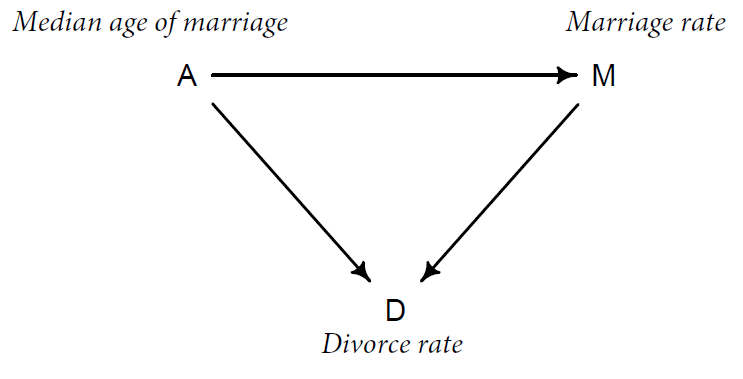 Median age of marriage
Marriage rate
A
M
D
Divorce rate